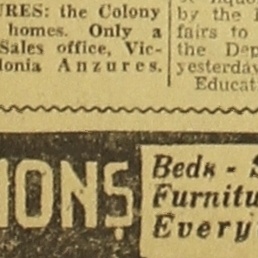 URES: the Colony
homes. Only a
Sales office, Vic-
lonia Anzures.
by the
fairs to
the Dep
yesterday
Educat
IONS
Beds - S
Furnitu
Every